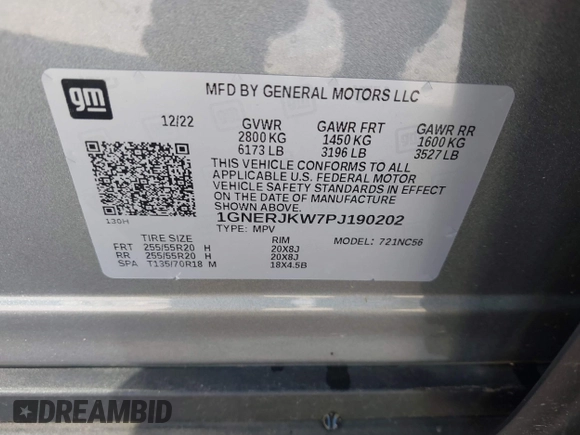 gm
MFD BY GENERAL MOTORS LLC
12/22 GVWR GAWR FRT GAWR RR
2800 KG 1450 KG 1600 KG
6173 LB 3196 LB 3527 LB
THIS VEHICLE CONFORMS TO ALL
APPLICABLE U.S. FEDERAL MOTOR
VEHICLE SAFETY STANDARDS IN EFFECT
ON THE DATE OF MANUFACTURE
SHOWN ABOVE.
1GNERJKW7PJ190202
130H
TYPE: MPV MODEL: 721NC56
TIRE SIZE RIM
FRT 255/55R20 H 20X8J
RR 255/55R20 H 20X8J
SPA T135/70R18 M 18X4.5B
DREAMBID